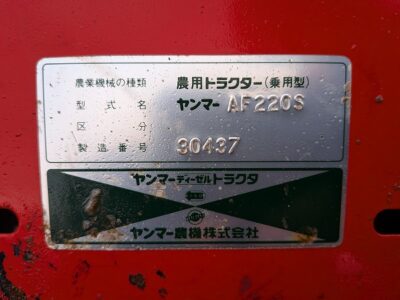 農業機械の種類 農用トラクター(乗用型)
型式名 ヤンマー AF220S
区分
製造番号 30437
ヤンマーディーゼルトラクタ
ヤンマー農機株式会社